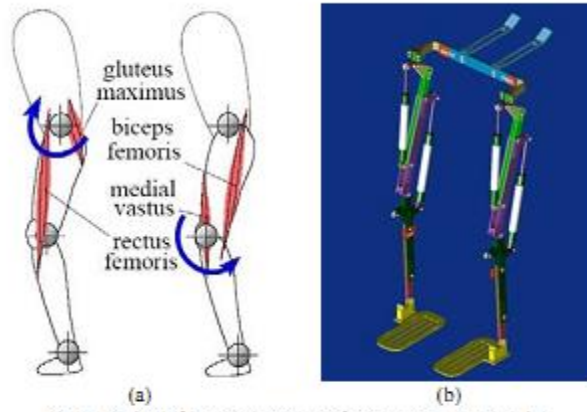 gluteus
maximus
biceps
femoris
medial
vastus
rectus
femoris
(a)
(b)